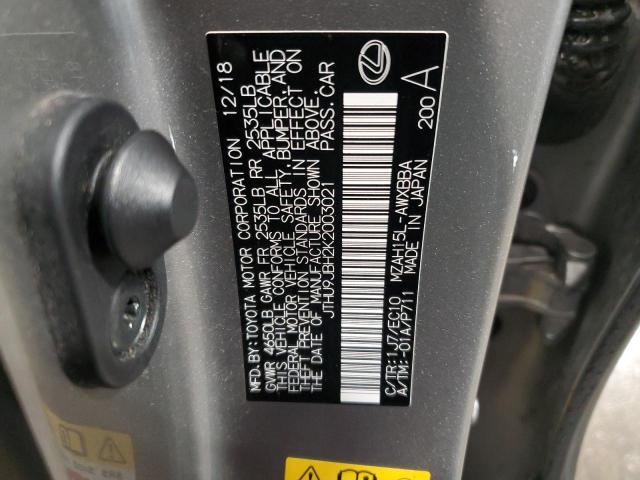 MFD.BY:TOYOTA MOTOR CORPORATION 12/18
GVWR 4650LB GAWR FR 2535LB RR 2535LB
THIS VEHICLE CONFORMS TO ALL APPLICABLE
FEDERAL MOTOR VEHICLE SAFETY,BUMPER,AND
THEFT PREVENTION STANDARDS IN EFFECT ON
THE DATE OF MANUFACTURE SHOWN ABOVE.
JTHU9JBH2K2003021 PASS.CAR
C/TR:1J7/EC10 MZAH15L-AWXBBA
A/TM:-01A/P711 MADE IN JAPAN
200 A